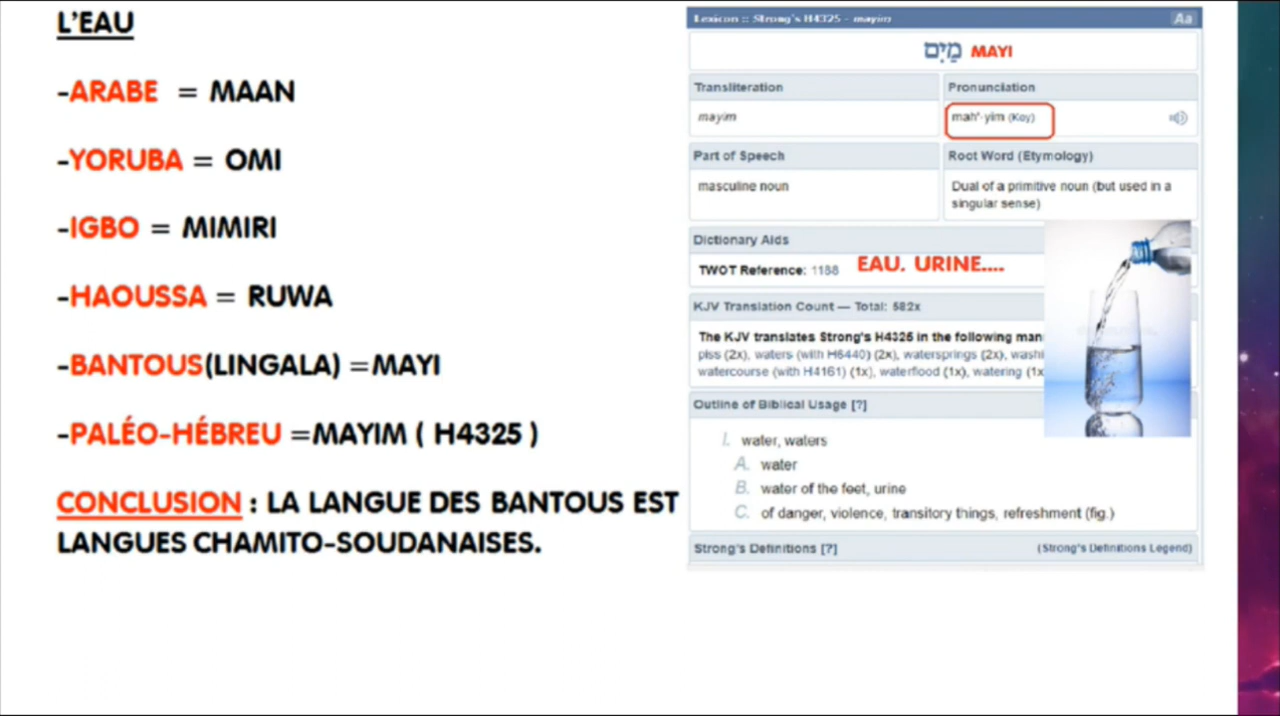 L'EAU
-ARABE = MAAN
-YORUBA = OMI
-IGBO = MIMIRI
-HAOUSSA = RUWA
-BANTOUS(LINGALA) =MAYI
-PALÉO-HÉBREU =MAYIM ( H4325 )
CONCLUSION : LA LANGUE DES BANTOUS EST
LANGUES CHAMITO-SOUDANAISES.
Lexicon :: Strong's H4325 - mayim
Aa
מַיִם MAYI
Transliteration
mayim
Pronunciation
mah'·yim (Key)
Part of Speech
masculine noun
Root Word (Etymology)
Dual of a primitive noun (but used in a
singular sense)
Dictionary Aids
TWOT Reference: 1188
EAU. URINE....
KJV Translation Count — Total: 582x
The KJV translates Strong's H4325 in the following man
piss (2x), waters (with H6440) (2x), watersprings (2x), washi
watercourse (with H4161) (1x), waterflood (1x), watering (1x
Outline of Biblical Usage [?]
I. water, waters
A. water
B. water of the feet, urine
C. of danger, violence, transitory things, refreshment (fig.)
Strong's Definitions [?]
(Strong's Definitions Legend)